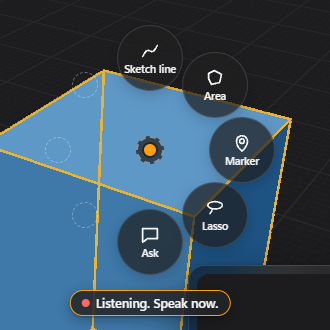 Sketch line
Area
Marker
Lasso
Ask
Listening. Speak now.